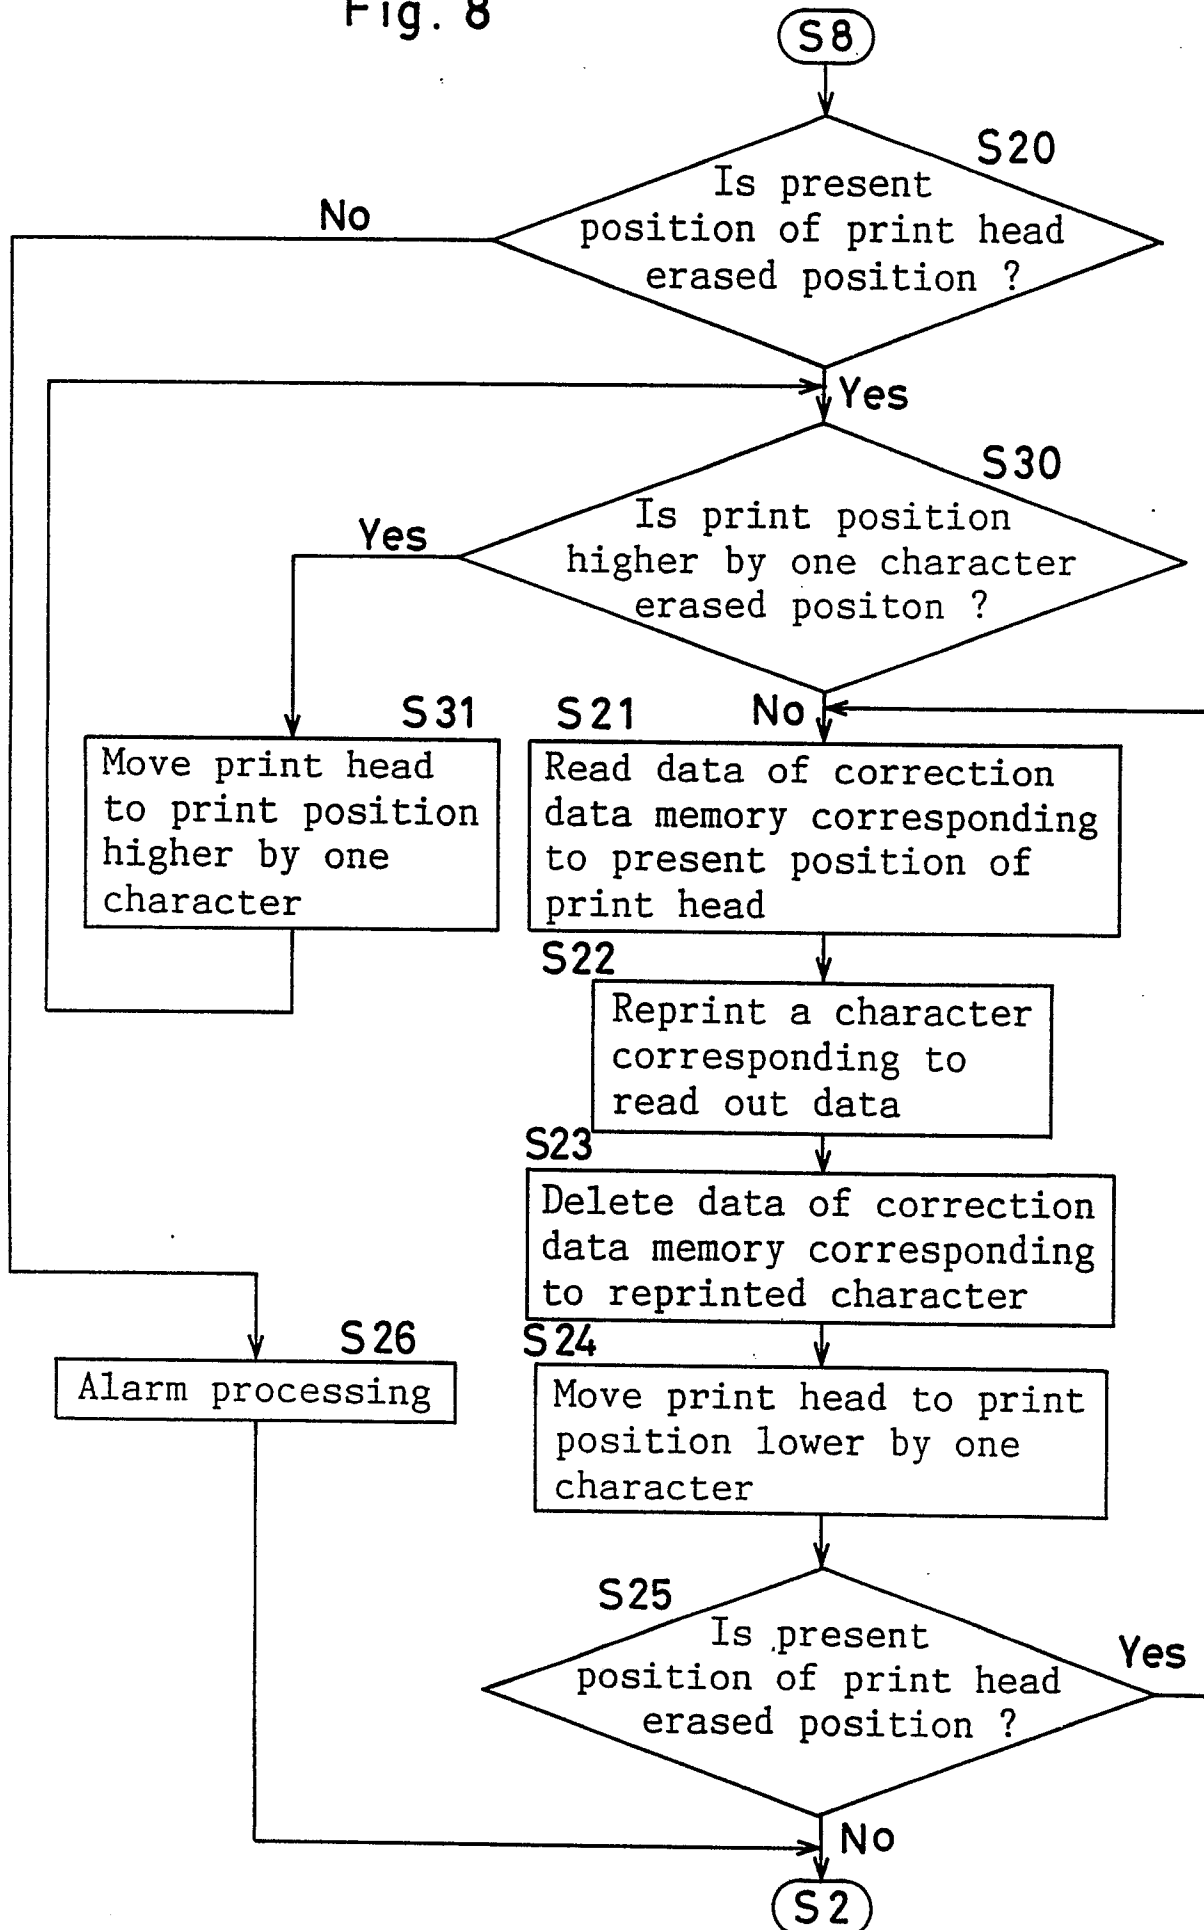 Fig. 8
S8
S20
Is present
position of print head
erased position ?
No
Yes
S30
Is print position
higher by one character
erased positon ?
Yes
No
S31
Move print head
to print position
higher by one
character
S21
Read data of correction
data memory corresponding
to present position of
print head
S22
Reprint a character
corresponding to
read out data
S23
Delete data of correction
data memory corresponding
to reprinted character
S26
Alarm processing
S24
Move print head to print
position lower by one
character
S25
Is present
position of print head
erased position ?
Yes
No
S2